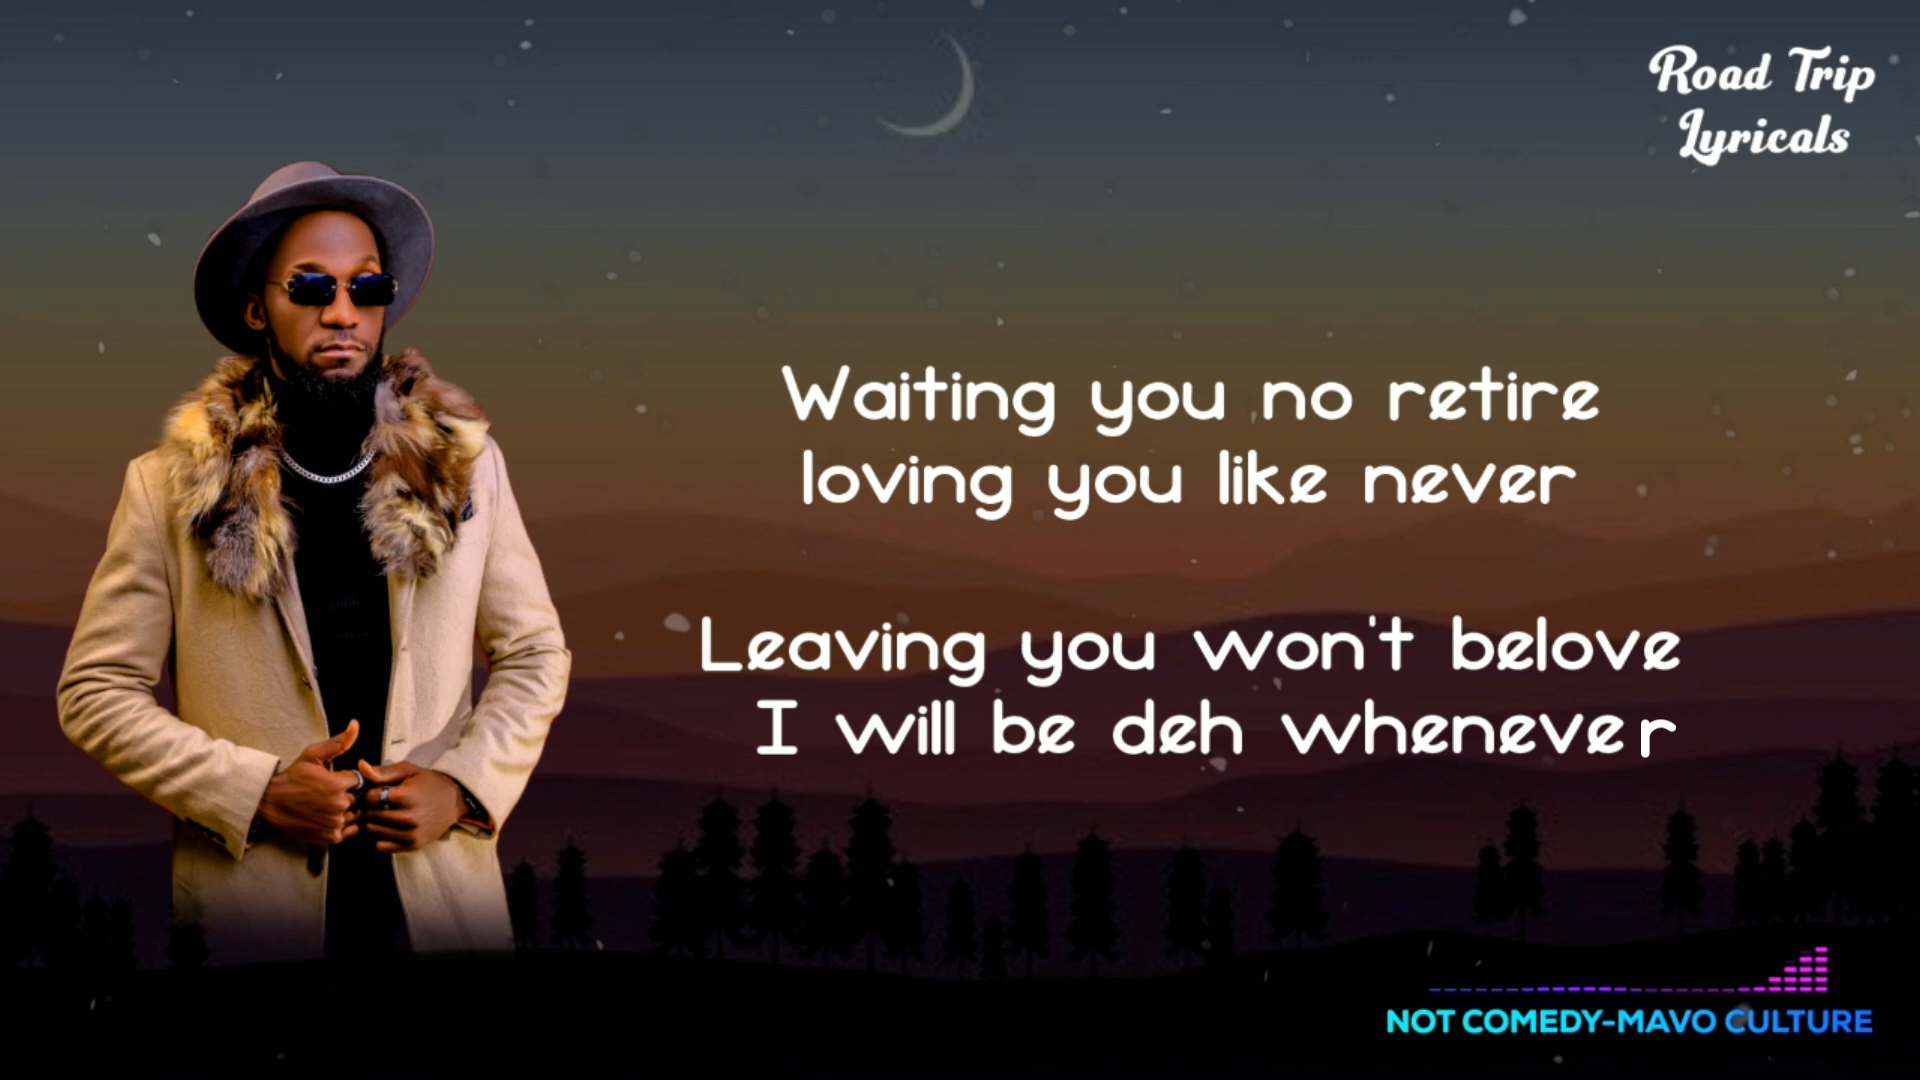 Road Trip
Lyricals
Waiting you no retire
loving you like never
Leaving you won't belove
I will be deh whenever
NOT COMEDY-MAVO CULTURE